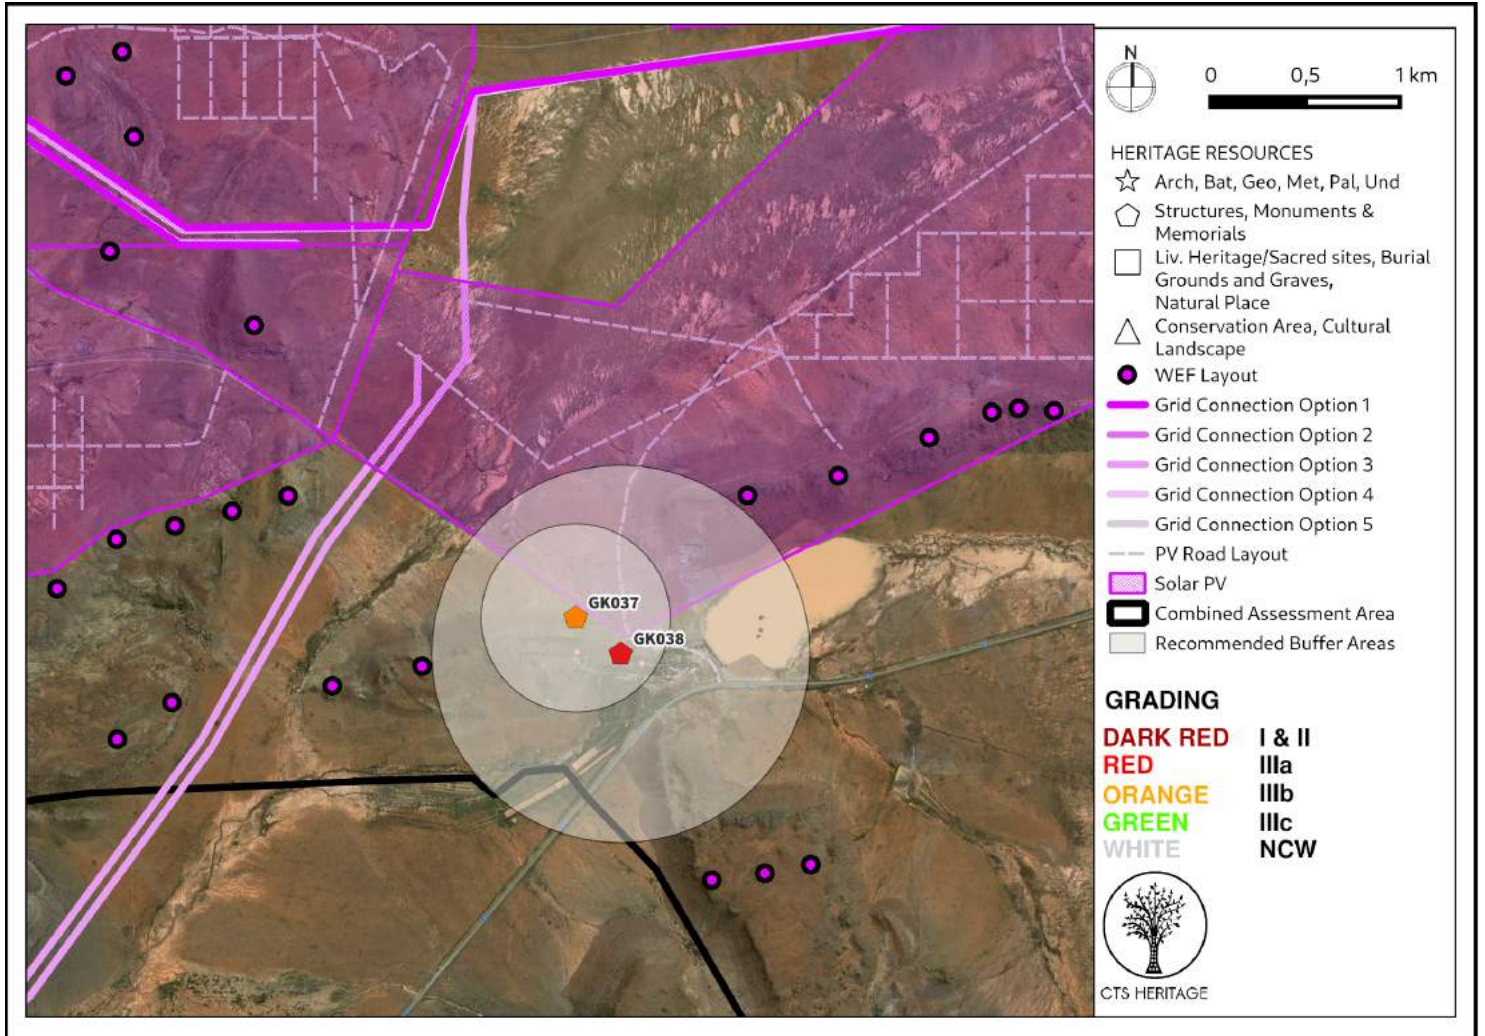 GK037
GK038
N
0 0,5 1 km
HERITAGE RESOURCES
Arch, Bat, Geo, Met, Pal, Und
Structures, Monuments &
Memorials
Liv. Heritage/Sacred sites, Burial
Grounds and Graves,
Natural Place
Conservation Area, Cultural
Landscape
WEF Layout
Grid Connection Option 1
Grid Connection Option 2
Grid Connection Option 3
Grid Connection Option 4
Grid Connection Option 5
PV Road Layout
Solar PV
Combined Assessment Area
Recommended Buffer Areas
GRADING
DARK RED I & II
RED IIIa
ORANGE IIIb
GREEN IIIc
WHITE NCW
CTS HERITAGE